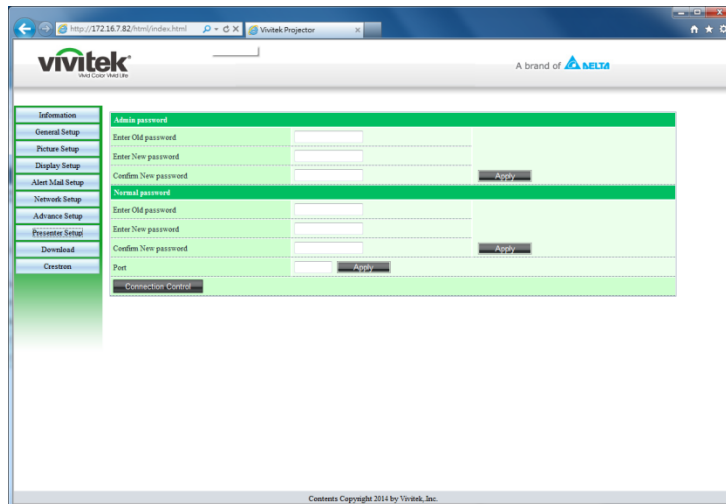 http://172.16.7.82/html/index.html
Vivitek Projector
vivitek
Vivid Color Vivid Life
A brand of DELTA
Information
General Setup
Picture Setup
Display Setup
Alert Mail Setup
Network Setup
Advance Setup
Presenter Setup
Download
Crestron
Admin password
Enter Old password
Enter New password
Confirm New password
Apply
Normal password
Enter Old password
Enter New password
Confirm New password
Apply
Port
Apply
Connection Control
Contents Copyright 2014 by Vivitek, Inc.